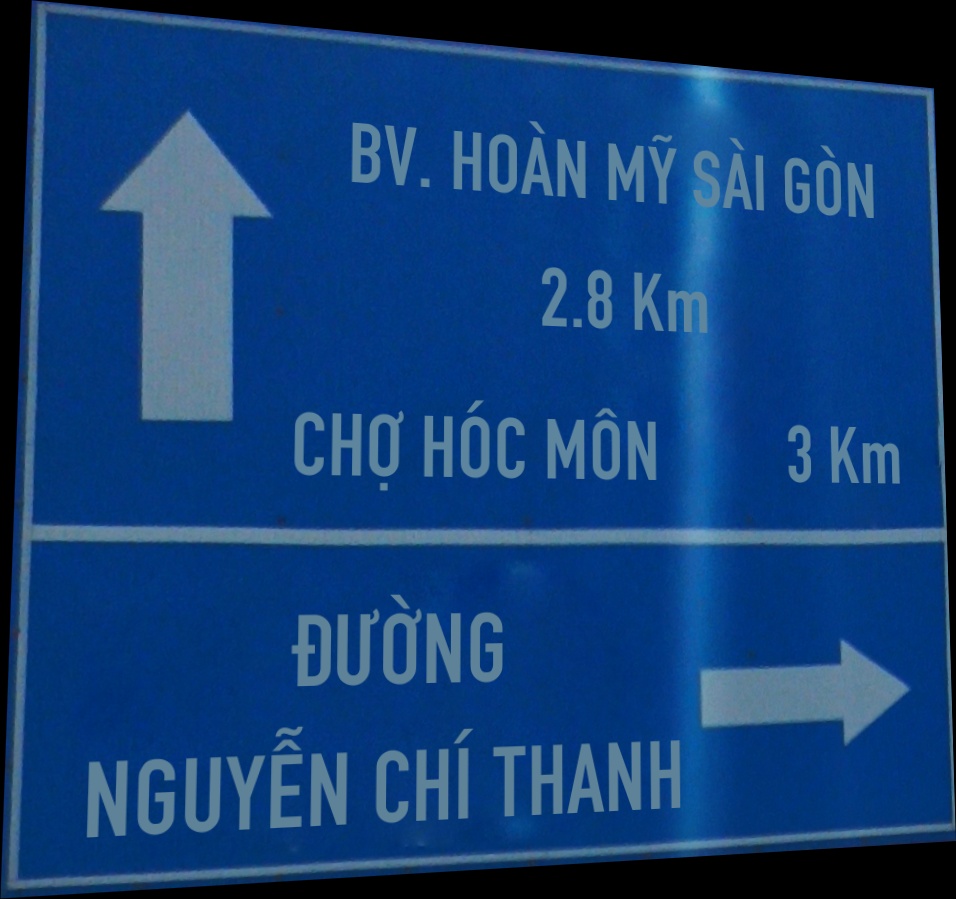 BV. HOÀN MỸ SÀI GÒN
2.8 Km
CHỢ HÓC MÔN 3 Km
ĐƯỜNG
NGUYỄN CHÍ THANH